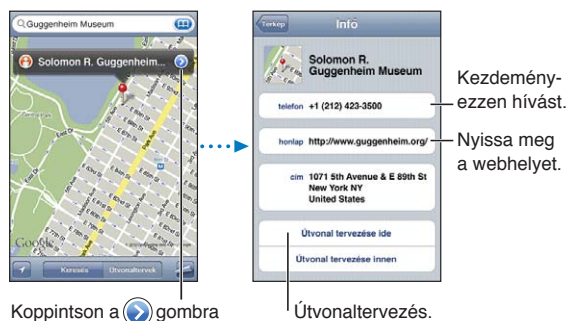 Guggenheim Museum
Solomon R. Guggenheim...
Google
Keresés
Útvonaltervek
Koppintson a gombra
Térkép
Infó
Solomon R.
Guggenheim Museum
telefon +1 (212) 423-3500
honlap http://www.guggenheim.org/
cím 1071 5th Avenue & E 89th St
New York NY
United States
Útvonal tervezése ide
Útvonal tervezése innen
Kezdemény-
ezzen hívást.
Nyissa meg
a webhelyet.
Útvonaltervezés.